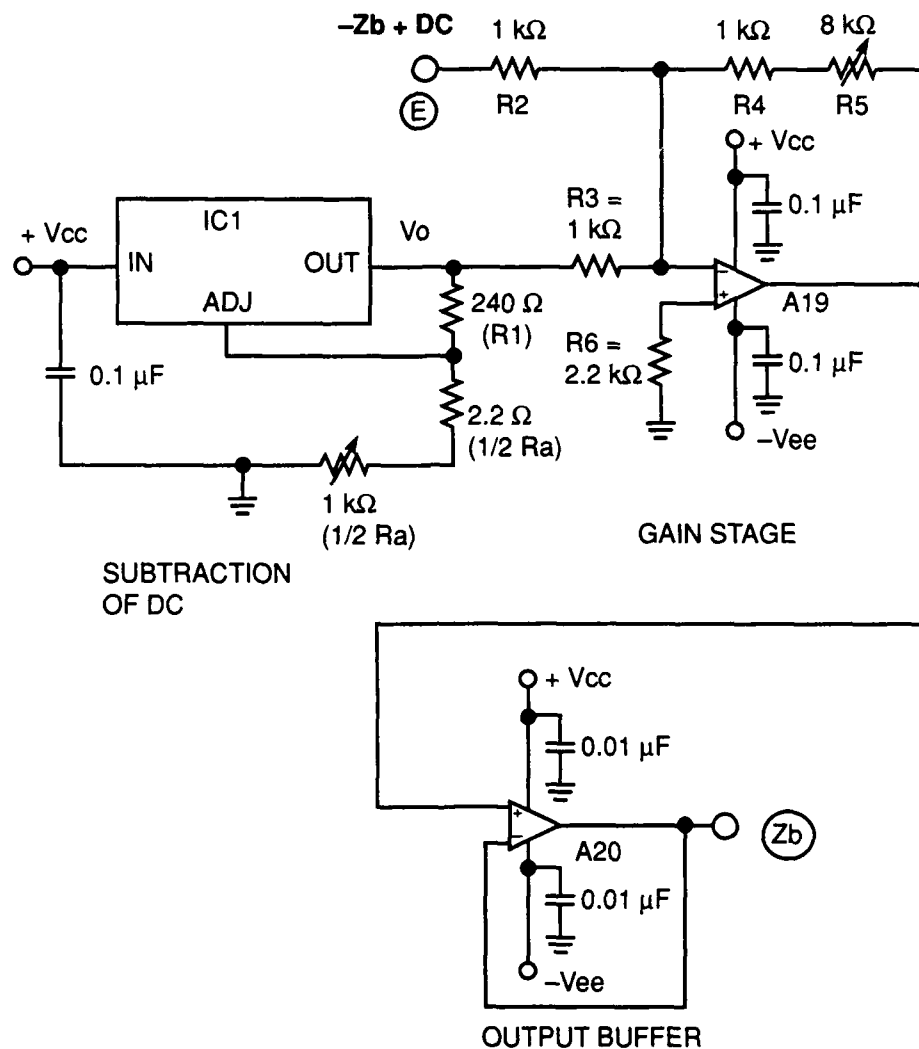 –Zb + DC
1 kΩ
1 kΩ
8 kΩ
E
R2
R4
R5
+ Vcc
R3 =
1 kΩ
0.1 µF
+ Vcc
IC1
Vo
IN
OUT
ADJ
240 Ω
(R1)
A19
R6 =
2.2 kΩ
0.1 µF
0.1 µF
2.2 Ω
(1/2 Ra)
–Vee
1 kΩ
(1/2 Ra)
GAIN STAGE
SUBTRACTION
OF DC
+ Vcc
0.01 µF
A20
Zb
0.01 µF
–Vee
OUTPUT BUFFER